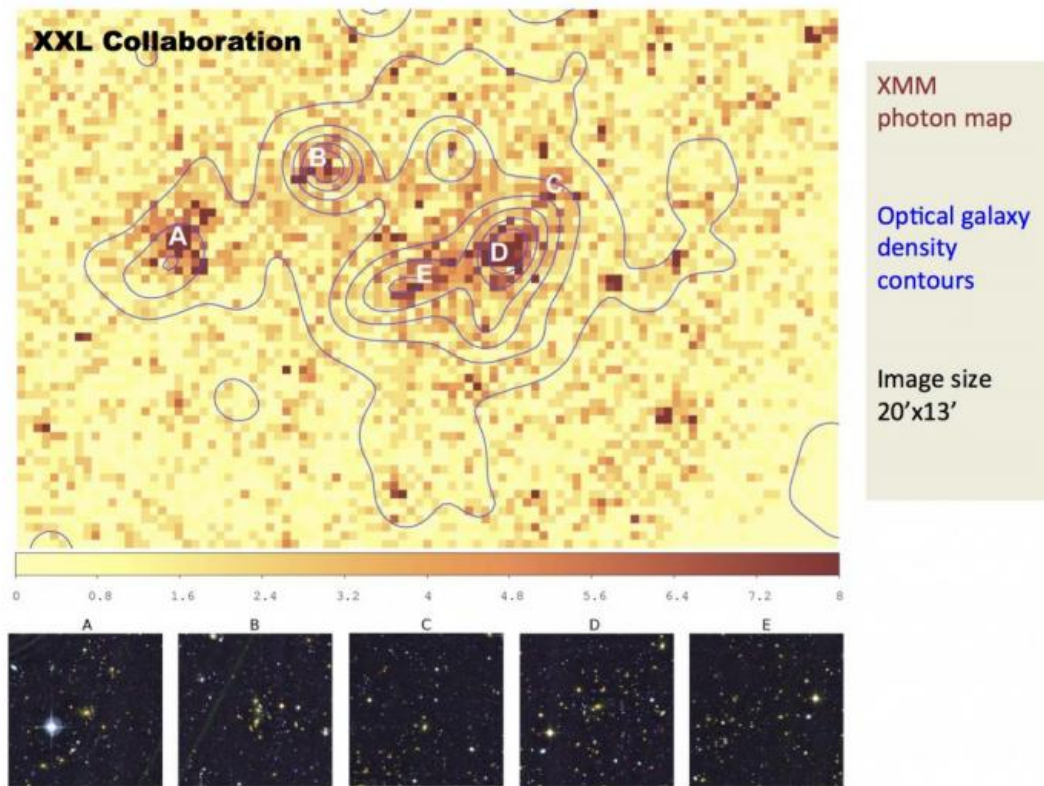 XXL Collaboration
A
B
C
D
E
XMM
photon map
Optical galaxy
density
contours
Image size
20'x13'
0 0.8 1.6 2.4 3.2 4 4.8 5.6 6.4 7.2 8
A B C D E